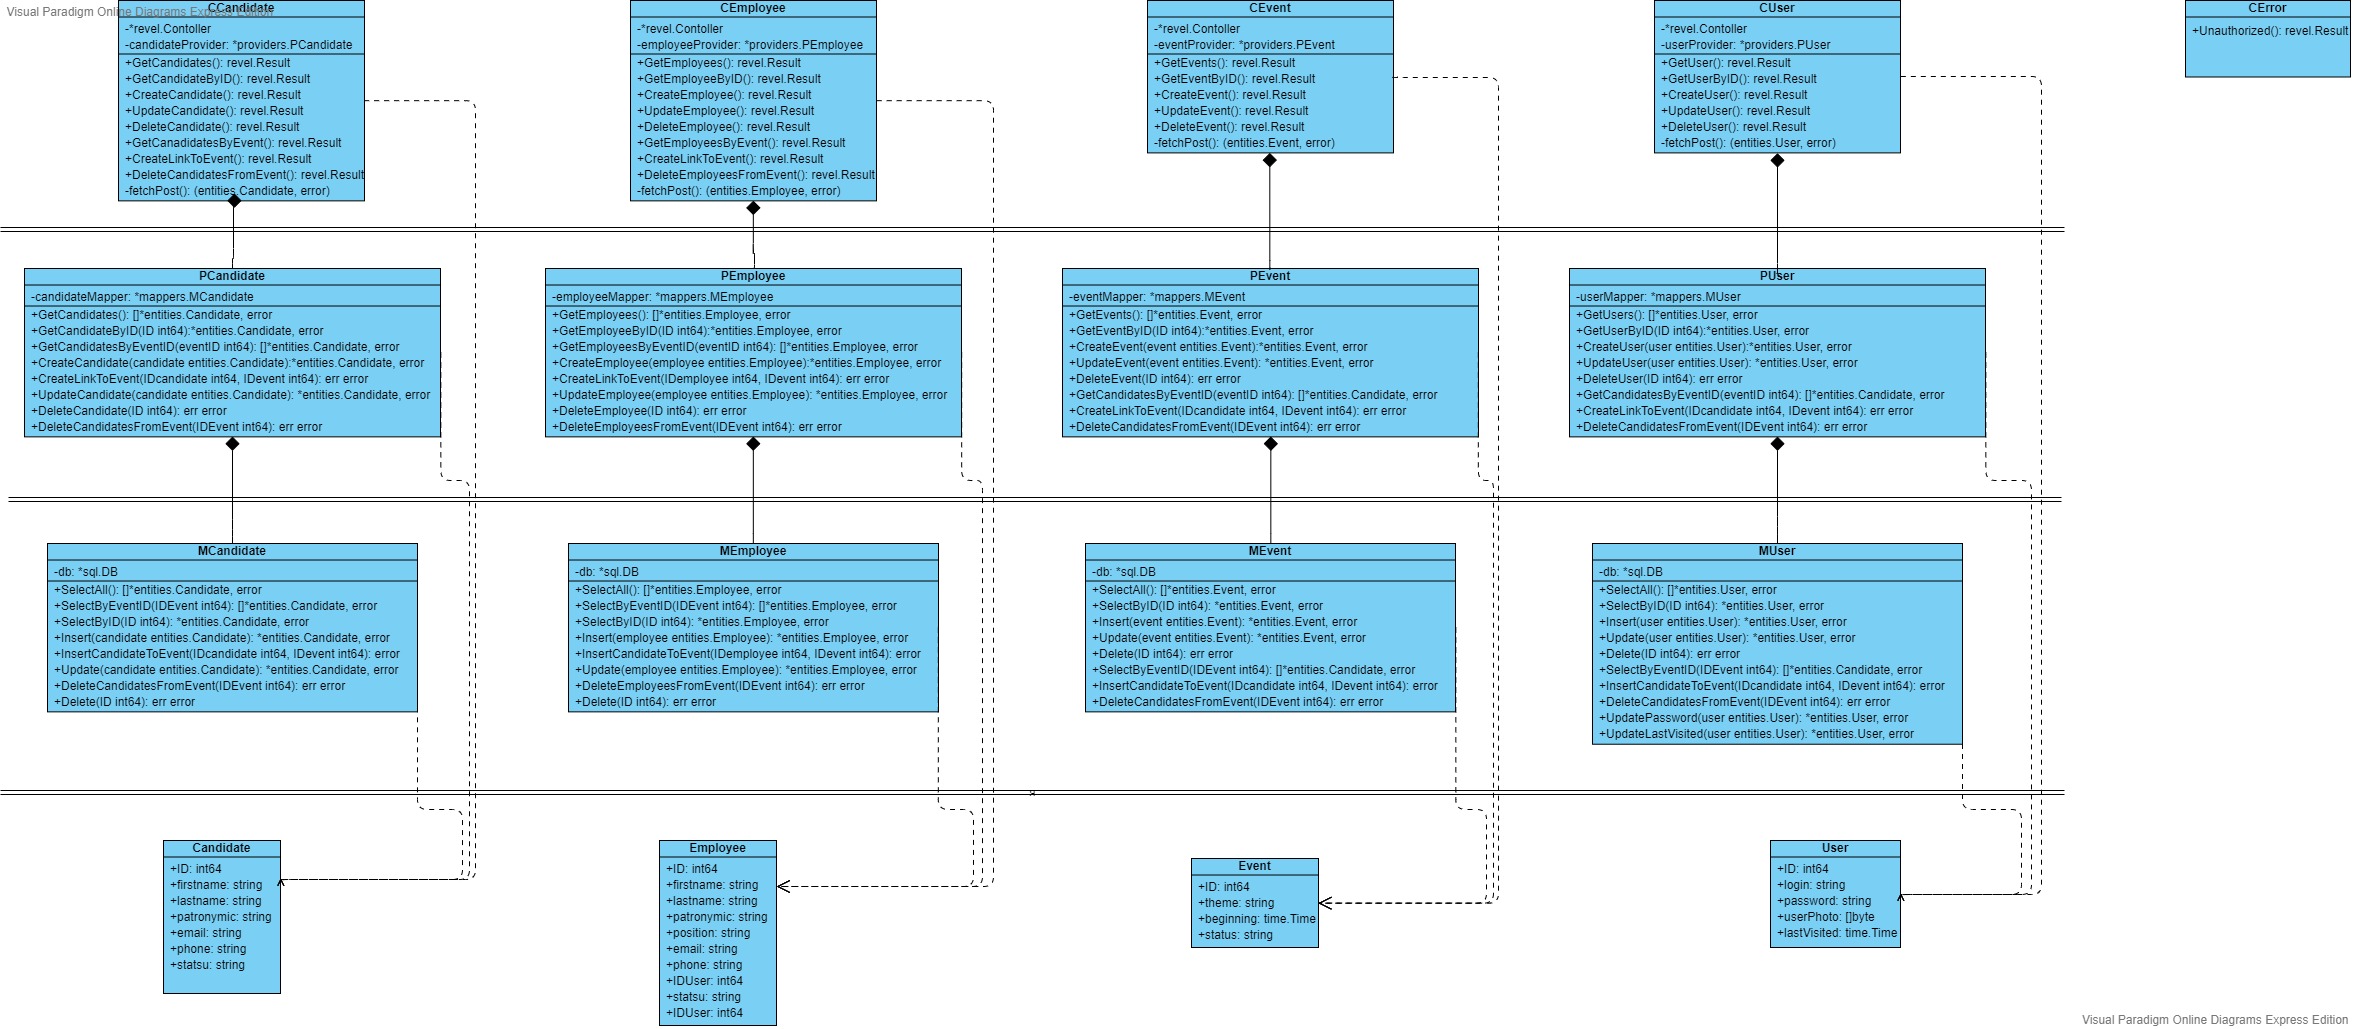 Visual Paradigm Online Diagrams Express Edition
CCandidate
-*revel.Contoller
-candidateProvider: *providers.PCandidate
+GetCandidates(): revel.Result
+GetCandidateByID(): revel.Result
+CreateCandidate(): revel.Result
+UpdateCandidate(): revel.Result
+DeleteCandidate(): revel.Result
+GetCanadidatesByEvent(): revel.Result
+CreateLinkToEvent(): revel.Result
+DeleteCandidatesFromEvent(): revel.Result
-fetchPost(): (entities.Candidate, error)
CEmployee
-*revel.Contoller
-employeeProvider: *providers.PEmployee
+GetEmployees(): revel.Result
+GetEmployeeByID(): revel.Result
+CreateEmployee(): revel.Result
+UpdateEmployee(): revel.Result
+DeleteEmployee(): revel.Result
+GetEmployeesByEvent(): revel.Result
+CreateLinkToEvent(): revel.Result
+DeleteEmployeesFromEvent(): revel.Result
-fetchPost(): (entities.Employee, error)
CEvent
-*revel.Contoller
-eventProvider: *providers.PEvent
+GetEvents(): revel.Result
+GetEventByID(): revel.Result
+CreateEvent(): revel.Result
+UpdateEvent(): revel.Result
+DeleteEvent(): revel.Result
-fetchPost(): (entities.Event, error)
CUser
-*revel.Contoller
-userProvider: *providers.PUser
+GetUser(): revel.Result
+GetUserByID(): revel.Result
+CreateUser(): revel.Result
+UpdateUser(): revel.Result
+DeleteUser(): revel.Result
-fetchPost(): (entities.User, error)
CError
+Unauthorized(): revel.Result
PCandidate
-candidateMapper: *mappers.MCandidate
+GetCandidates(): []*entities.Candidate, error
+GetCandidateByID(ID int64):*entities.Candidate, error
+GetCandidatesByEventID(eventID int64): []*entities.Candidate, error
+CreateCandidate(candidate entities.Candidate):*entities.Candidate, error
+CreateLinkToEvent(IDcandidate int64, IDevent int64): err error
+UpdateCandidate(candidate entities.Candidate): *entities.Candidate, error
+DeleteCandidate(ID int64): err error
+DeleteCandidatesFromEvent(IDEvent int64): err error
PEmployee
-employeeMapper: *mappers.MEmployee
+GetEmployees(): []*entities.Employee, error
+GetEmployeeByID(ID int64):*entities.Employee, error
+GetEmployeesByEventID(eventID int64): []*entities.Employee, error
+CreateEmployee(employee entities.Employee):*entities.Employee, error
+CreateLinkToEvent(IDemployee int64, IDevent int64): err error
+UpdateEmployee(employee entities.Employee): *entities.Employee, error
+DeleteEmployee(ID int64): err error
+DeleteEmployeesFromEvent(IDEvent int64): err error
PEvent
-eventMapper: *mappers.MEvent
+GetEvents(): []*entities.Event, error
+GetEventByID(ID int64):*entities.Event, error
+CreateEvent(event entities.Event):*entities.Event, error
+UpdateEvent(event entities.Event): *entities.Event, error
+DeleteEvent(ID int64): err error
+GetCandidatesByEventID(eventID int64): []*entities.Candidate, error
+CreateLinkToEvent(IDcandidate int64, IDevent int64): err error
+DeleteCandidatesFromEvent(IDEvent int64): err error
PUser
-userMapper: *mappers.MUser
+GetUsers(): []*entities.User, error
+GetUserByID(ID int64):*entities.User, error
+CreateUser(user entities.User):*entities.User, error
+UpdateUser(user entities.User): *entities.User, error
+DeleteUser(ID int64): err error
+GetCandidatesByEventID(eventID int64): []*entities.Candidate, error
+CreateLinkToEvent(IDcandidate int64, IDevent int64): err error
+DeleteCandidatesFromEvent(IDEvent int64): err error
MCandidate
-db: *sql.DB
+SelectAll(): []*entities.Candidate, error
+SelectByEventID(IDEvent int64): []*entities.Candidate, error
+SelectByID(ID int64): *entities.Candidate, error
+Insert(candidate entities.Candidate): *entities.Candidate, error
+InsertCandidateToEvent(IDcandidate int64, IDevent int64): error
+Update(candidate entities.Candidate): *entities.Candidate, error
+DeleteCandidatesFromEvent(IDEvent int64): err error
+Delete(ID int64): err error
MEmployee
-db: *sql.DB
+SelectAll(): []*entities.Employee, error
+SelectByEventID(IDEvent int64): []*entities.Employee, error
+SelectByID(ID int64): *entities.Employee, error
+Insert(employee entities.Employee): *entities.Employee, error
+InsertCandidateToEvent(IDemployee int64, IDevent int64): error
+Update(employee entities.Employee): *entities.Employee, error
+DeleteEmployeesFromEvent(IDEvent int64): err error
+Delete(ID int64): err error
MEvent
-db: *sql.DB
+SelectAll(): []*entities.Event, error
+SelectByID(ID int64): *entities.Event, error
+Insert(event entities.Event): *entities.Event, error
+Update(event entities.Event): *entities.Event, error
+Delete(ID int64): err error
+SelectByEventID(IDEvent int64): []*entities.Candidate, error
+InsertCandidateToEvent(IDcandidate int64, IDevent int64): error
+DeleteCandidatesFromEvent(IDEvent int64): err error
MUser
-db: *sql.DB
+SelectAll(): []*entities.User, error
+SelectByID(ID int64): *entities.User, error
+Insert(user entities.User): *entities.User, error
+Update(user entities.User): *entities.User, error
+Delete(ID int64): err error
+SelectByEventID(IDEvent int64): []*entities.Candidate, error
+InsertCandidateToEvent(IDcandidate int64, IDevent int64): error
+DeleteCandidatesFromEvent(IDEvent int64): err error
+UpdatePassword(user entities.User): *entities.User, error
+UpdateLastVisited(user entities.User): *entities.User, error
Candidate
+ID: int64
+firstname: string
+lastname: string
+patronymic: string
+email: string
+phone: string
+statsu: string
Employee
+ID: int64
+firstname: string
+lastname: string
+patronymic: string
+position: string
+email: string
+phone: string
+IDUser: int64
+statsu: string
+IDUser: int64
Event
+ID: int64
+theme: string
+beginning: time.Time
+status: string
User
+ID: int64
+login: string
+password: string
+userPhoto: []byte
+lastVisited: time.Time
Visual Paradigm Online Diagrams Express Edition